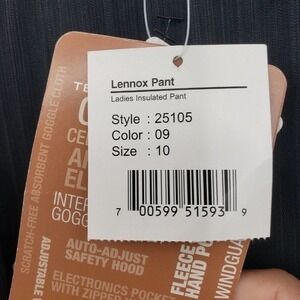 Lennox Pant
Ladies Insulated Pant
Style : 25105
Color : 09
Size : 10
7 00599 51593 9
SCRATCH-FREE ABSORBENT GOGGLE CLOTH
AUTO-ADJUST
SAFETY HOOD
ELECTRONICS POCKET
WITH ZIPPER
FLEECE
HAND PO
WINDGUA
ADJUSTABLE